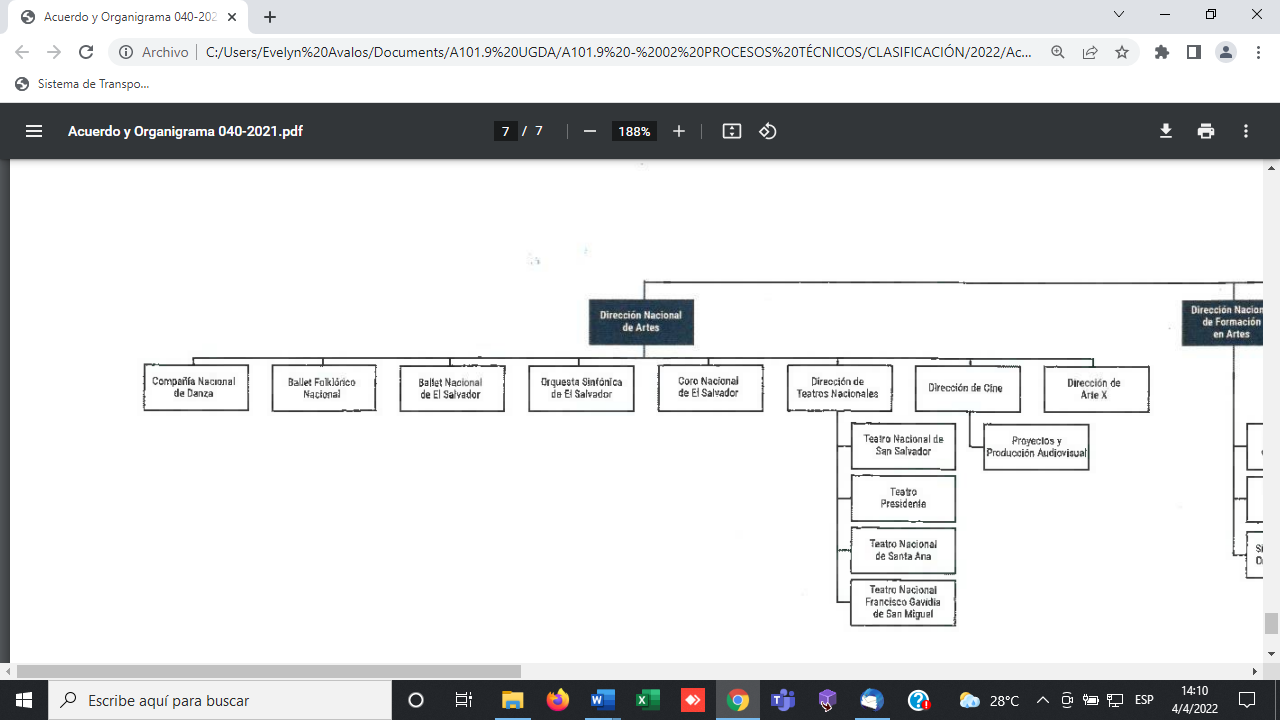 Acuerdo y Organigrama 040-202
Archivo
C:/Users/Evelyn%20Avalos/Documents/A101.9%20UGDA/A101.9%20-%2002%20PROCESOS%20TÉCNICOS/CLASIFICACIÓN/2022/Ac...
Sistema de Transpo...
Acuerdo y Organigrama 040-2021.pdf
7 / 7
188%
Dirección Nacional
de Artes
Dirección Nacion
de Formación
en Artes
Compañía Nacional
de Danza
Ballet Folklórico
Nacional
Ballet Nacional
de El Salvador
Orquesta Sinfónica
de El Salvador
Coro Nacional
de El Salvador
Dirección de
Teatros Nacionales
Dirección de Cine
Dirección de
Arte X
Teatro Nacional de
San Salvador
Proyectos y
Producción Audiovisual
Teatro
Presidente
Teatro Nacional
de Santa Ana
Teatro Nacional
Francisco Gavidia
de San Miguel
Escribe aquí para buscar
28°C
ESP
14:10
4/4/2022